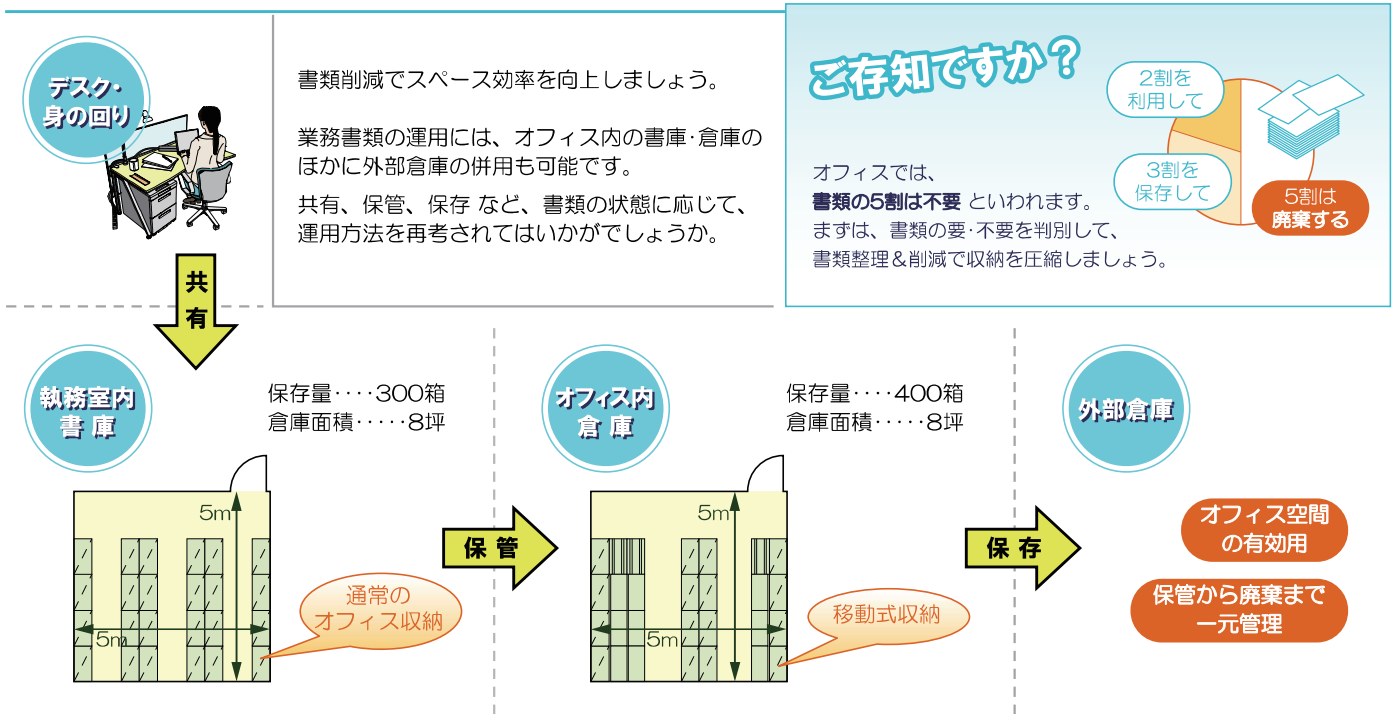 デスク・
身の回り
書類削減でスペース効率を向上しましょう。
業務書類の運用には、オフィス内の書庫・倉庫の
ほかに外部倉庫の併用も可能です。
共有、保管、保存 など、書類の状態に応じて、
運用方法を再考されてはいかがでしょうか。
ご存知ですか？
オフィスでは、
書類の5割は不要 といわれます。
まずは、書類の要・不要を判別して、
書類整理＆削減で収納を圧縮しましょう。
2割を
利用して
3割を
保存して
5割は
廃棄する
共
有
執務室内
書 庫
保存量････300箱
倉庫面積･････8坪
5m
5m
通常の
オフィス収納
保 管
オフィス内
倉 庫
保存量････400箱
倉庫面積･････8坪
5m
5m
移動式収納
保 存
外部倉庫
オフィス空間
の有効用
保管から廃棄まで
一元管理